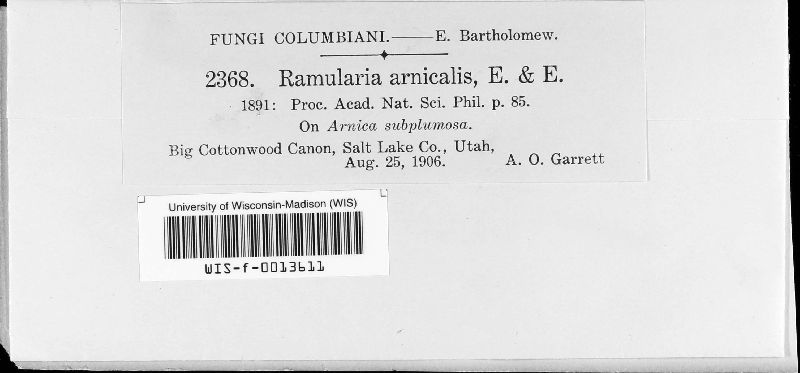 FUNGI COLUMBIANI.——E. Bartholomew.
2368. Ramularia arnicalis, E. & E.
1891: Proc. Acad. Nat. Sci. Phil. p. 85.
On Arnica subplumosa.
Big Cottonwood Canon, Salt Lake Co., Utah,
Aug. 25, 1906. A. O. Garrett
University of Wisconsin-Madison (WIS)
WIS-f-0013611